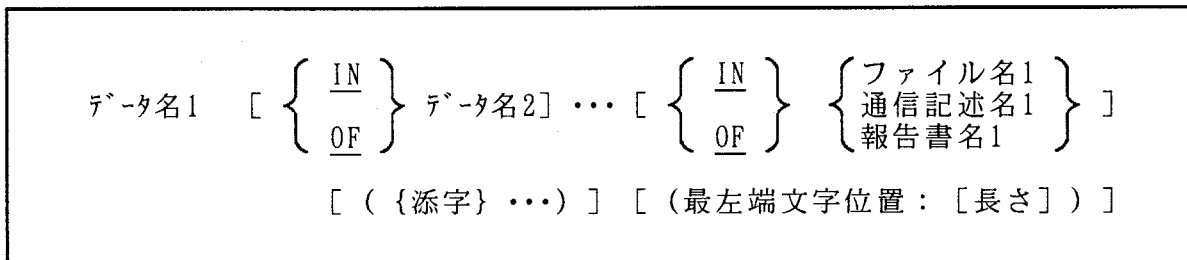 データ名1 [ { IN OF } データ名2] ・・・ [ { IN OF } { ファイル名1 通信記述名1 報告書名1 } ]
[ ( {添字} ・・・) ] [ (最左端文字位置: [長さ] ) ]